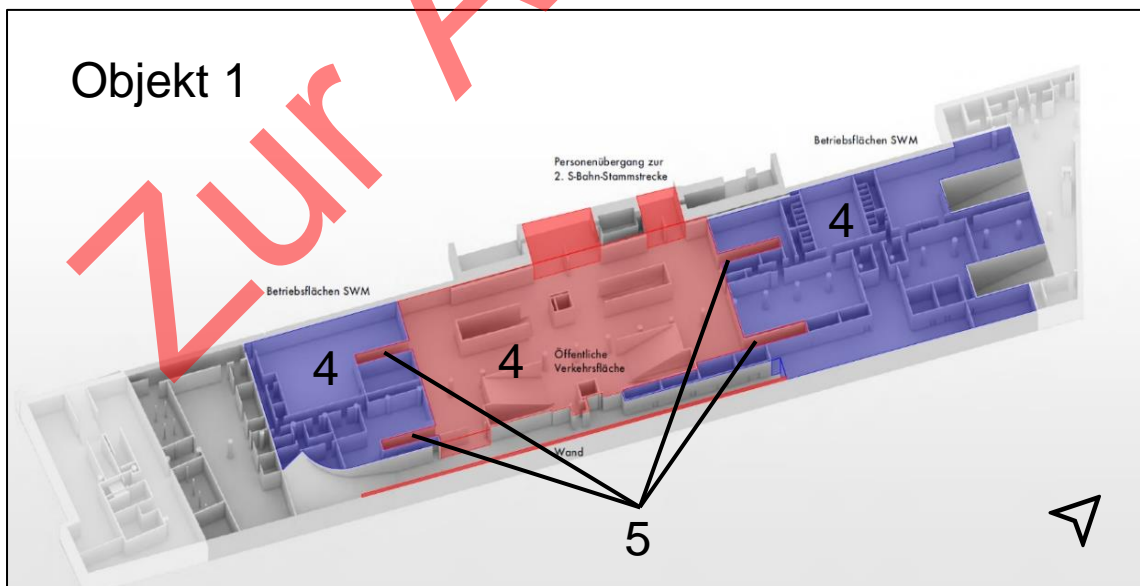 Objekt 1
Zur A
Betriebsflächen SWM
Personenübergang zur
2. S-Bahn-Stammstrecke
4
Betriebsflächen SWM
4
4
Öffentliche
Verkehrsfläche
Wand
5